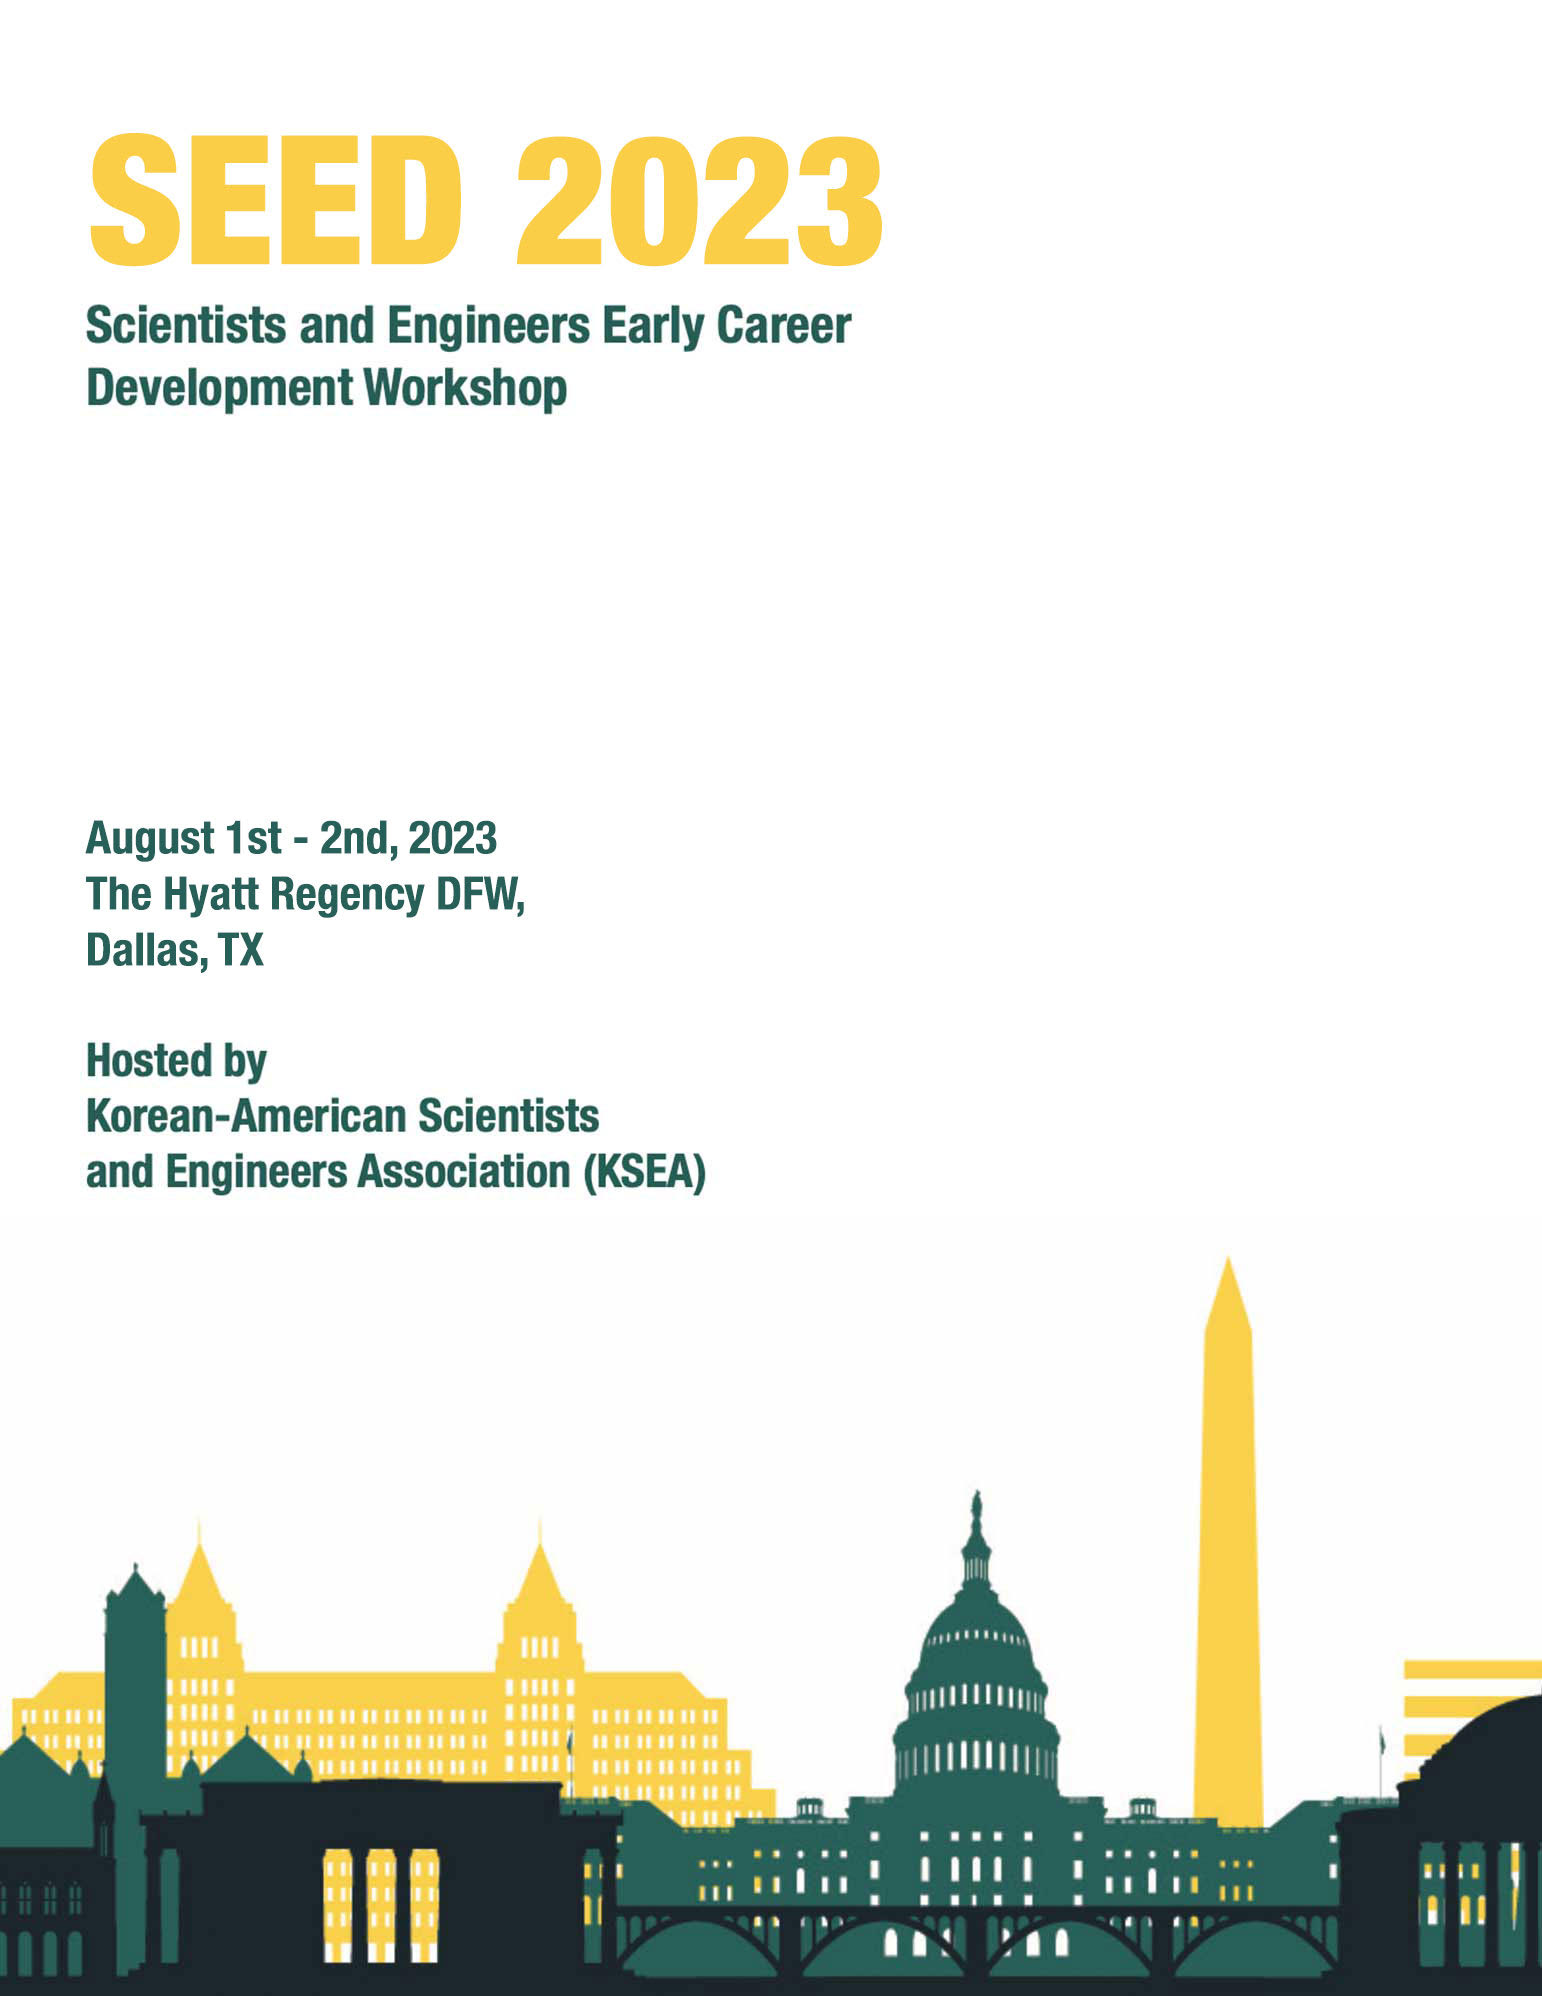 SEED 2023
Scientists and Engineers Early Career
Development Workshop
August 1st - 2nd, 2023
The Hyatt Regency DFW,
Dallas, TX
Hosted by
Korean-American Scientists
and Engineers Association (KSEA)